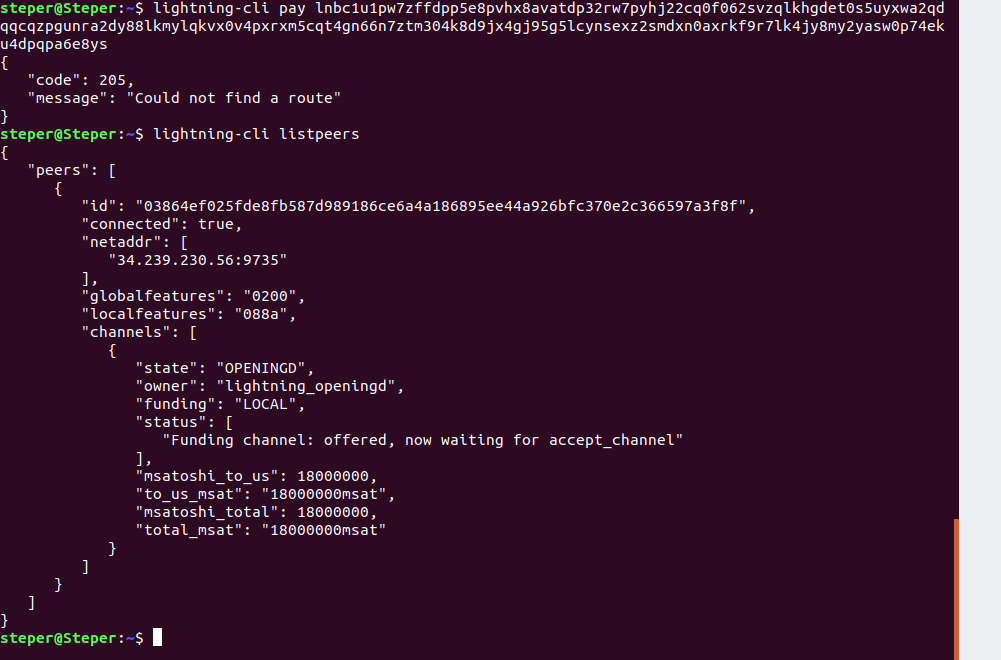 steper@Steper:~$ lightning-cli pay lnbc1u1pw7zffdpp5e8pvhx8avatdp32rw7pyhj22cq0f062svzqlkhgdet0s5uyxwa2qd
qqcqzpgunra2dy88lkmylqkvx0v4pxrxm5cqt4gn66n7ztm304k8d9jx4gj95g5lcynsexz2smdxn0axrkf9r7lk4jy8my2yasw0p74ek
u4dpqpa6e8ys
{
   "code": 205,
   "message": "Could not find a route"
}
steper@Steper:~$ lightning-cli listpeers
{
   "peers": [
      {
         "id": "03864ef025fde8fb587d989186ce6a4a186895ee44a926bfc370e2c366597a3f8f",
         "connected": true,
         "netaddr": [
            "34.239.230.56:9735"
         ],
         "globalfeatures": "0200",
         "localfeatures": "088a",
         "channels": [
            {
               "state": "OPENINGD",
               "owner": "lightning_openingd",
               "funding": "LOCAL",
               "status": [
                  "Funding channel: offered, now waiting for accept_channel"
               ],
               "msatoshi_to_us": 18000000,
               "to_us_msat": "18000000msat",
               "msatoshi_total": 18000000,
               "total_msat": "18000000msat"
            }
         ]
      }
   ]
}
steper@Steper:~$